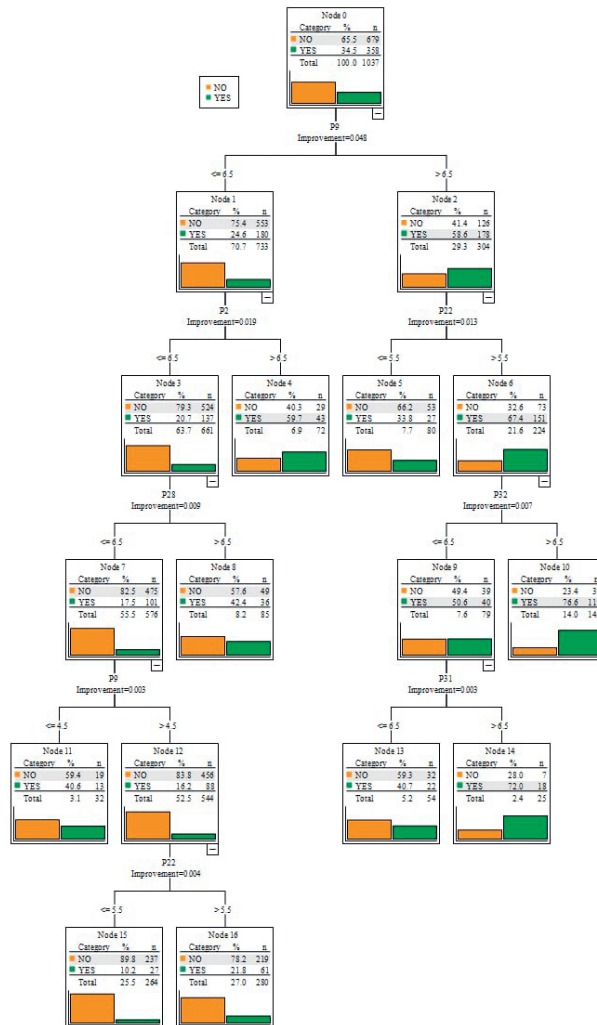 Node 0
Category % n
NO 65.5 679
YES 34.5 358
Total 100.0 1037
NO
YES
P9
Improvement=0.048
<= 6.5 > 6.5
Node 1
Category % n
NO 75.4 553
YES 24.6 180
Total 70.7 733
Node 2
Category % n
NO 41.4 126
YES 58.6 178
Total 29.3 304
P2
Improvement=0.019
P22
Improvement=0.013
<= 6.5 > 6.5 <= 5.5 > 5.5
Node 3
Category % n
NO 79.3 524
YES 20.7 137
Total 63.7 661
Node 4
Category % n
NO 40.3 29
YES 59.7 43
Total 6.9 72
Node 5
Category % n
NO 66.2 53
YES 33.8 27
Total 7.7 80
Node 6
Category % n
NO 32.6 73
YES 67.4 151
Total 21.6 224
P28
Improvement=0.009
P32
Improvement=0.007
<= 6.5 > 6.5 <= 6.5 > 6.5
Node 7
Category % n
NO 82.5 475
YES 17.5 101
Total 55.5 576
Node 8
Category % n
NO 57.6 49
YES 42.4 36
Total 8.2 85
Node 9
Category % n
NO 49.4 39
YES 50.6 40
Total 7.6 79
Node 10
Category %
NO 23.4 3
YES 76.6 11
Total 14.0 14
P9
Improvement=0.003
P31
Improvement=0.003
<= 4.5 > 4.5 <= 6.5 > 6.5
Node 11
Category % n
NO 59.4 19
YES 40.6 13
Total 3.1 32
Node 12
Category % n
NO 83.8 456
YES 16.2 88
Total 52.5 544
Node 13
Category % n
NO 59.3 32
YES 40.7 22
Total 5.2 54
Node 14
Category % n
NO 28.0 7
YES 72.0 18
Total 2.4 25
P22
Improvement=0.004
<= 5.5 > 5.5
Node 15
Category % n
NO 89.8 237
YES 10.2 27
Total 25.5 264
Node 16
Category % n
NO 78.2 219
YES 21.8 61
Total 27.0 280